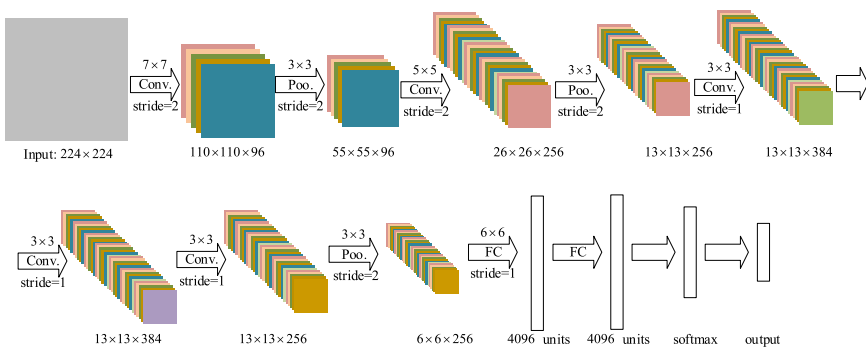 7×7
Conv.
stride=2
3×3
Poo.
stride=2
5×5
Conv.
stride=2
3×3
Poo.
stride=2
3×3
Conv.
stride=1
Input: 224×224
110×110×96
55×55×96
26×26×256
13×13×256
13×13×384
3×3
Conv.
stride=1
3×3
Conv.
stride=1
3×3
Poo.
stride=2
6×6
FC
stride=1
FC
13×13×384
13×13×256
6×6×256
4096 units
4096 units
softmax
output